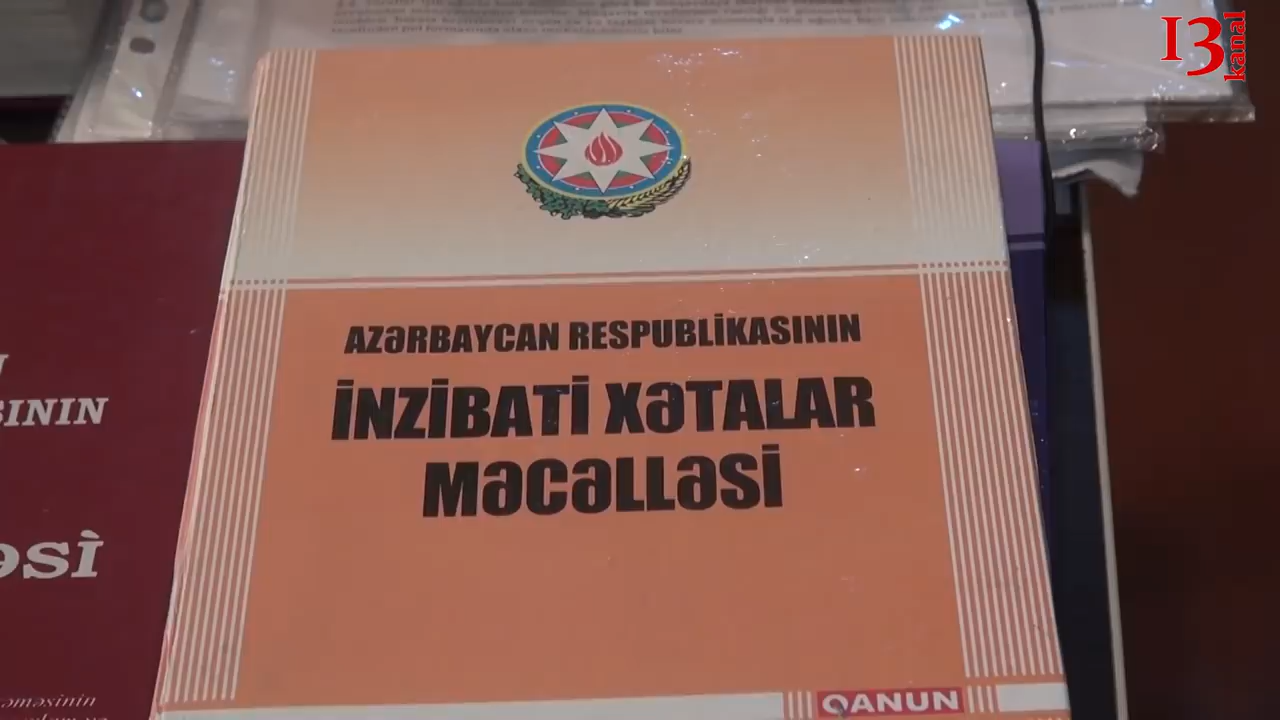 13 kanal
AZƏRBAYCAN RESPUBLİKASININ
İNZİBATİ XƏTALAR
MƏCƏLLƏSİ
QANUN
SININ
ƏSİ